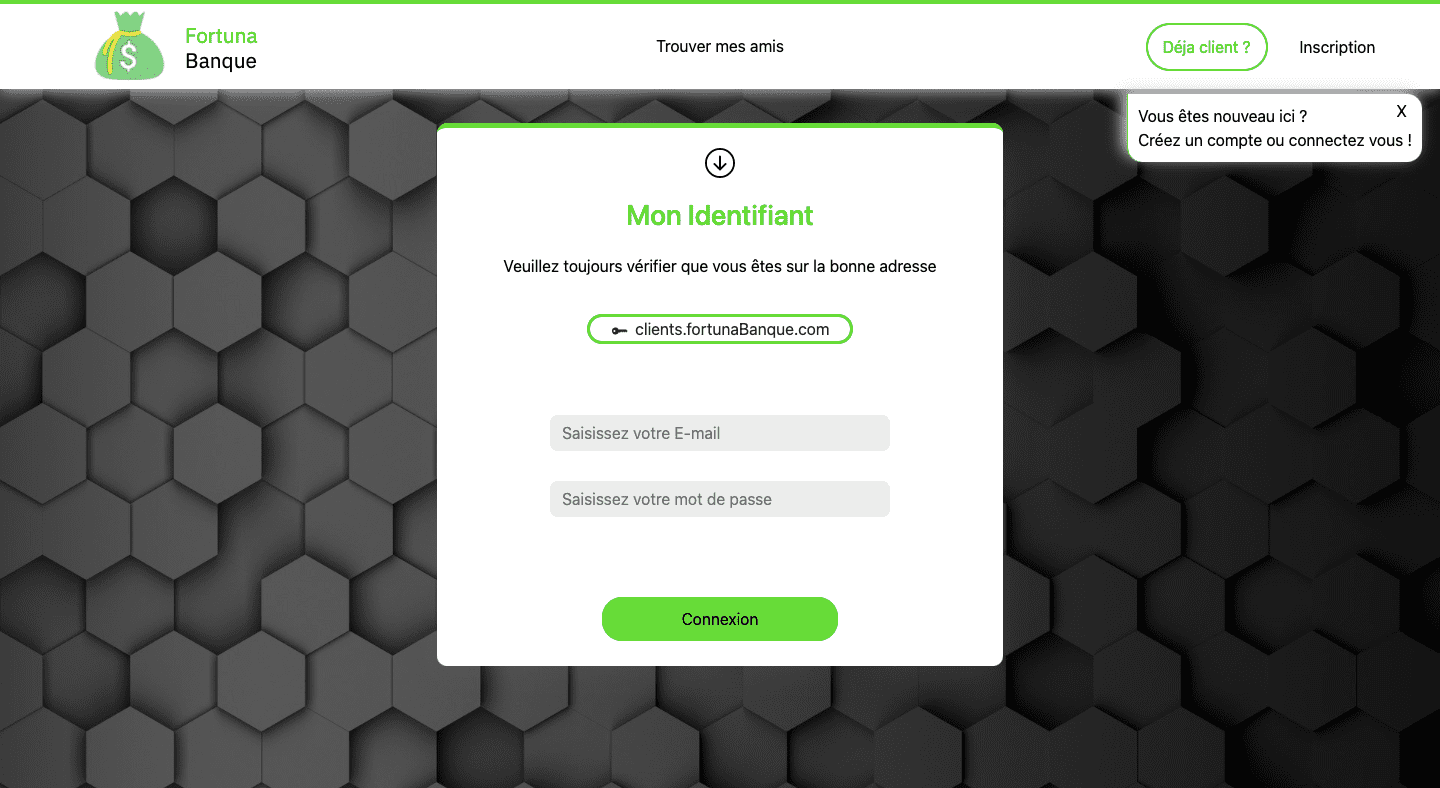 Fortuna
Banque
Trouver mes amis
Déja client ?
Inscription
Vous êtes nouveau ici ?
X
Créez un compte ou connectez vous !
$
Mon Identifiant
Veuillez toujours vérifier que vous êtes sur la bonne adresse
clients.fortunaBanque.com
Saisissez votre E-mail
Saisissez votre mot de passe
Connexion